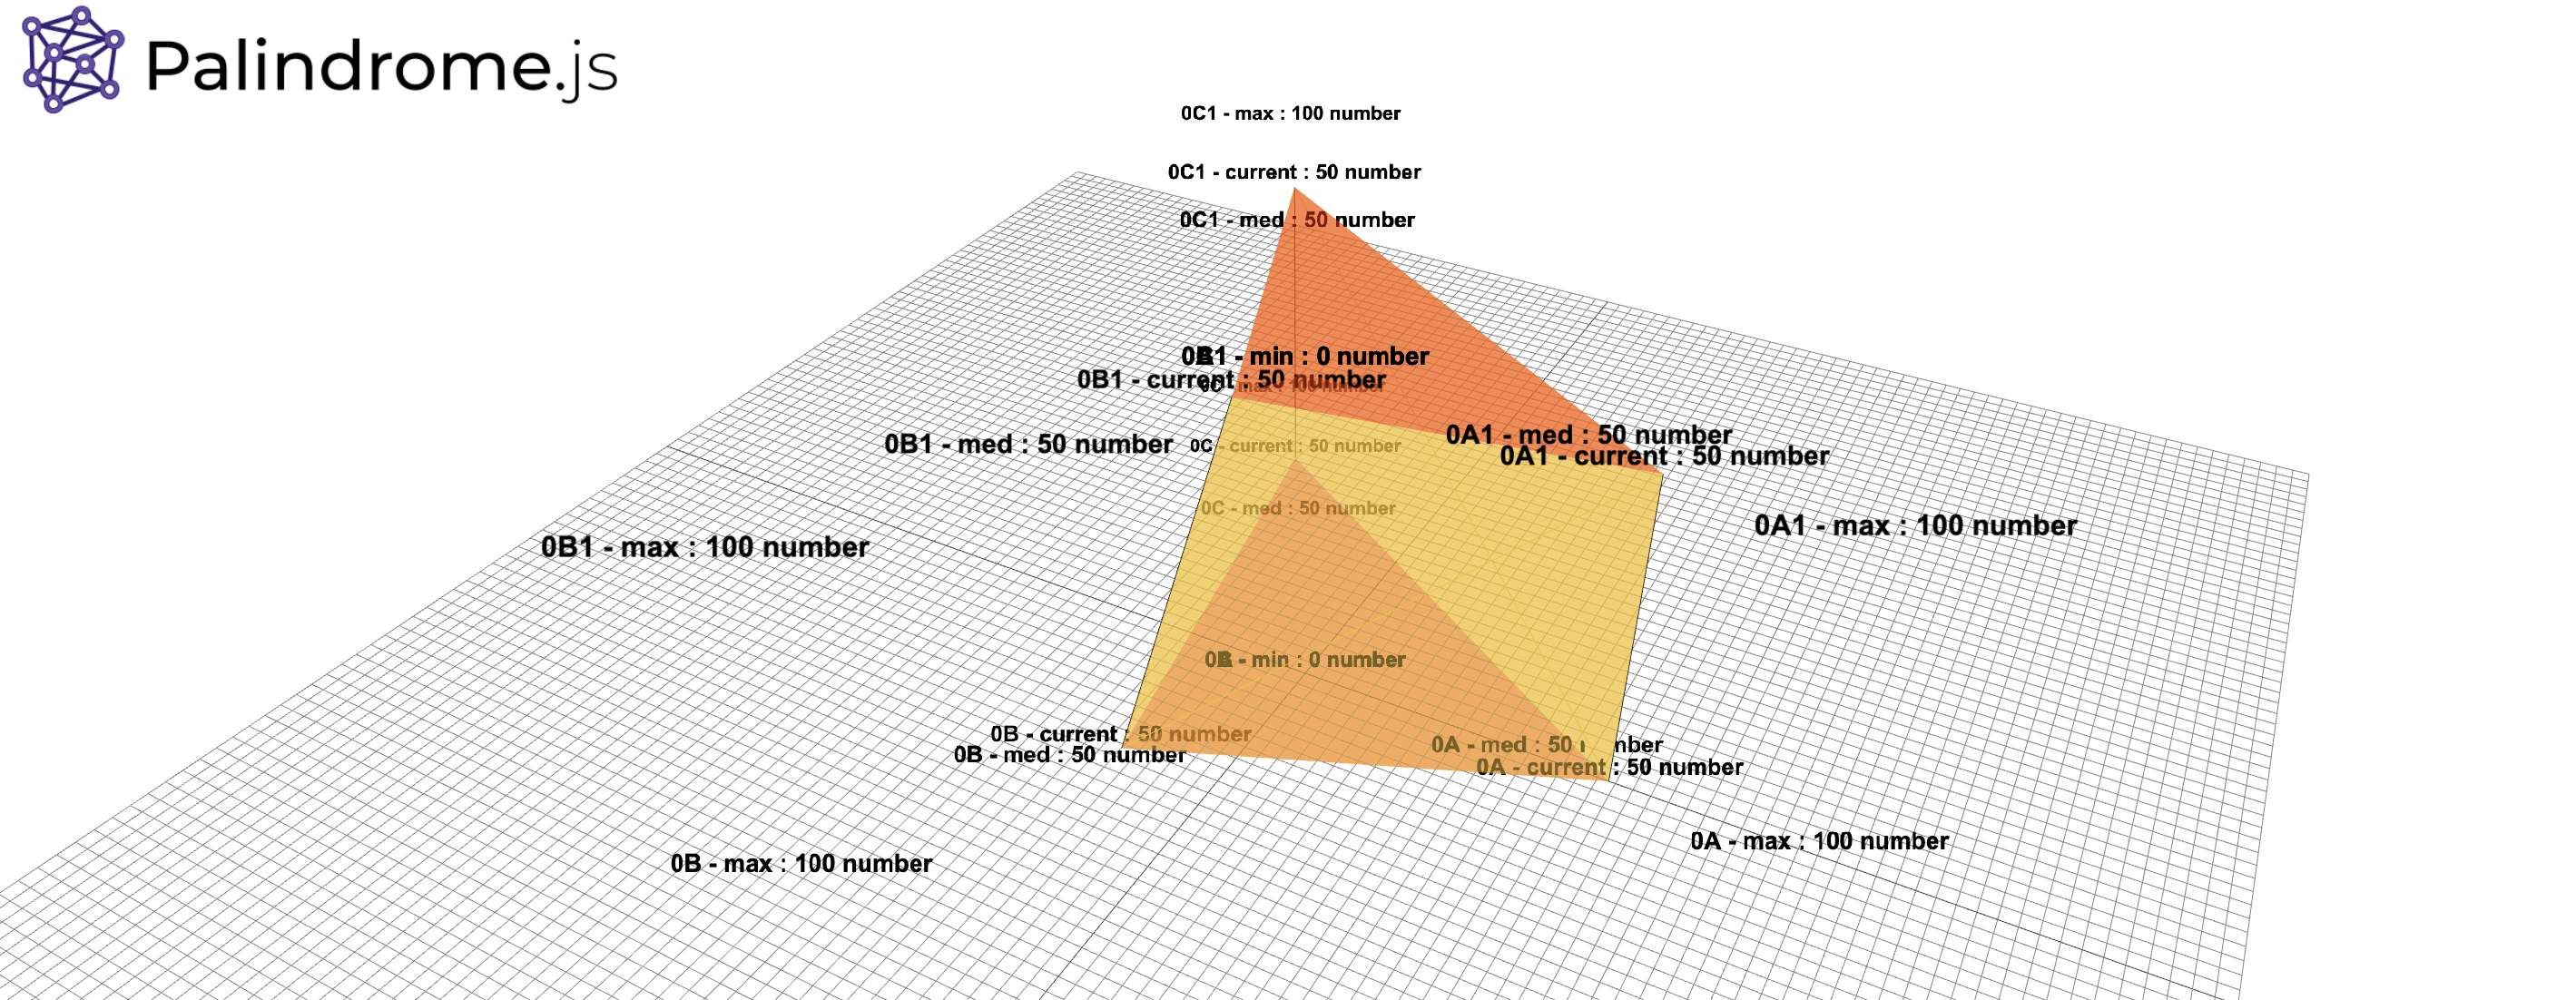 Palindrome.js
0C1 - max : 100 number
0C1 - current : 50 number
0C1 - med : 50 number
0B1 - min : 0 number
0B1 - current : 50 number
0C - max : 100 number
0A1 - med : 50 number
0B1 - med : 50 number
0C - current : 50 number
0A1 - current : 50 number
0C - med : 50 number
0A1 - max : 100 number
0B1 - max : 100 number
- min : 0 number
0B - current : 50 number
0A - med : 50 number
0B - med : 50 number
0A - current : 50 number
0A - max : 100 number
0B - max : 100 number